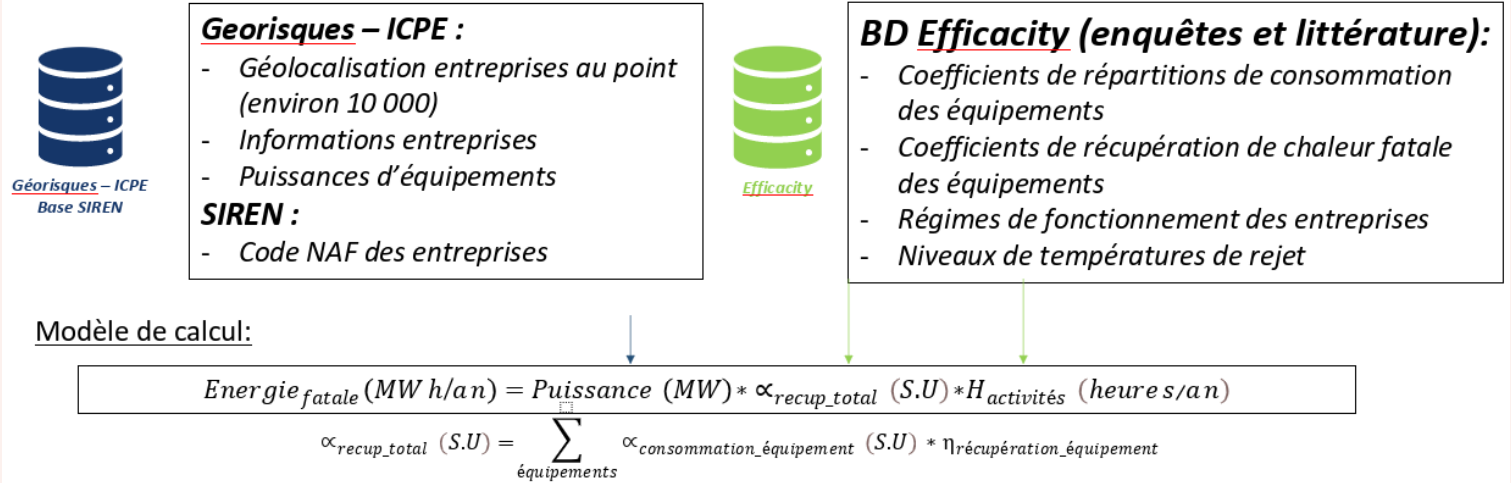 Géorisques – ICPE
Base SIREN
Georisques – ICPE :
- Géolocalisation entreprises au point
(environ 10 000)
- Informations entreprises
- Puissances d’équipements
SIREN :
- Code NAF des entreprises
Efficacity
BD Efficacity (enquêtes et littérature):
- Coefficients de répartitions de consommation
des équipements
- Coefficients de récupération de chaleur fatale
des équipements
- Régimes de fonctionnement des entreprises
- Niveaux de températures de rejet
Modèle de calcul:
Energie_fatale (MW h/an) = Puissance (MW) * ∝_recup_total (S.U) * H_activités (heures/an)
∝_recup_total (S.U) = ∑_équipements ∝_consommation_équipement (S.U) * η_récupération_équipement